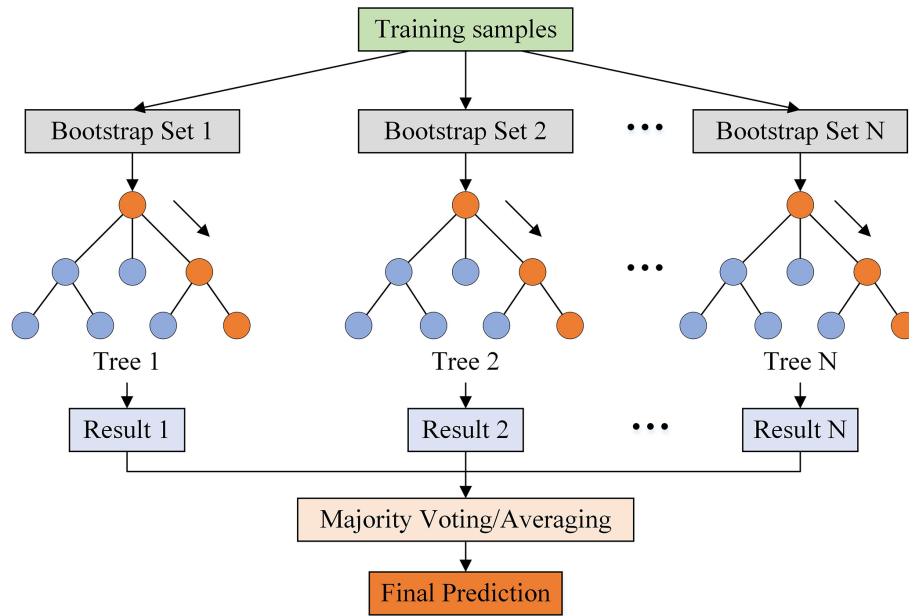 Training samples
Bootstrap Set 1
Bootstrap Set 2
Bootstrap Set N
Tree 1
Tree 2
Tree N
Result 1
Result 2
Result N
Majority Voting/Averaging
Final Prediction